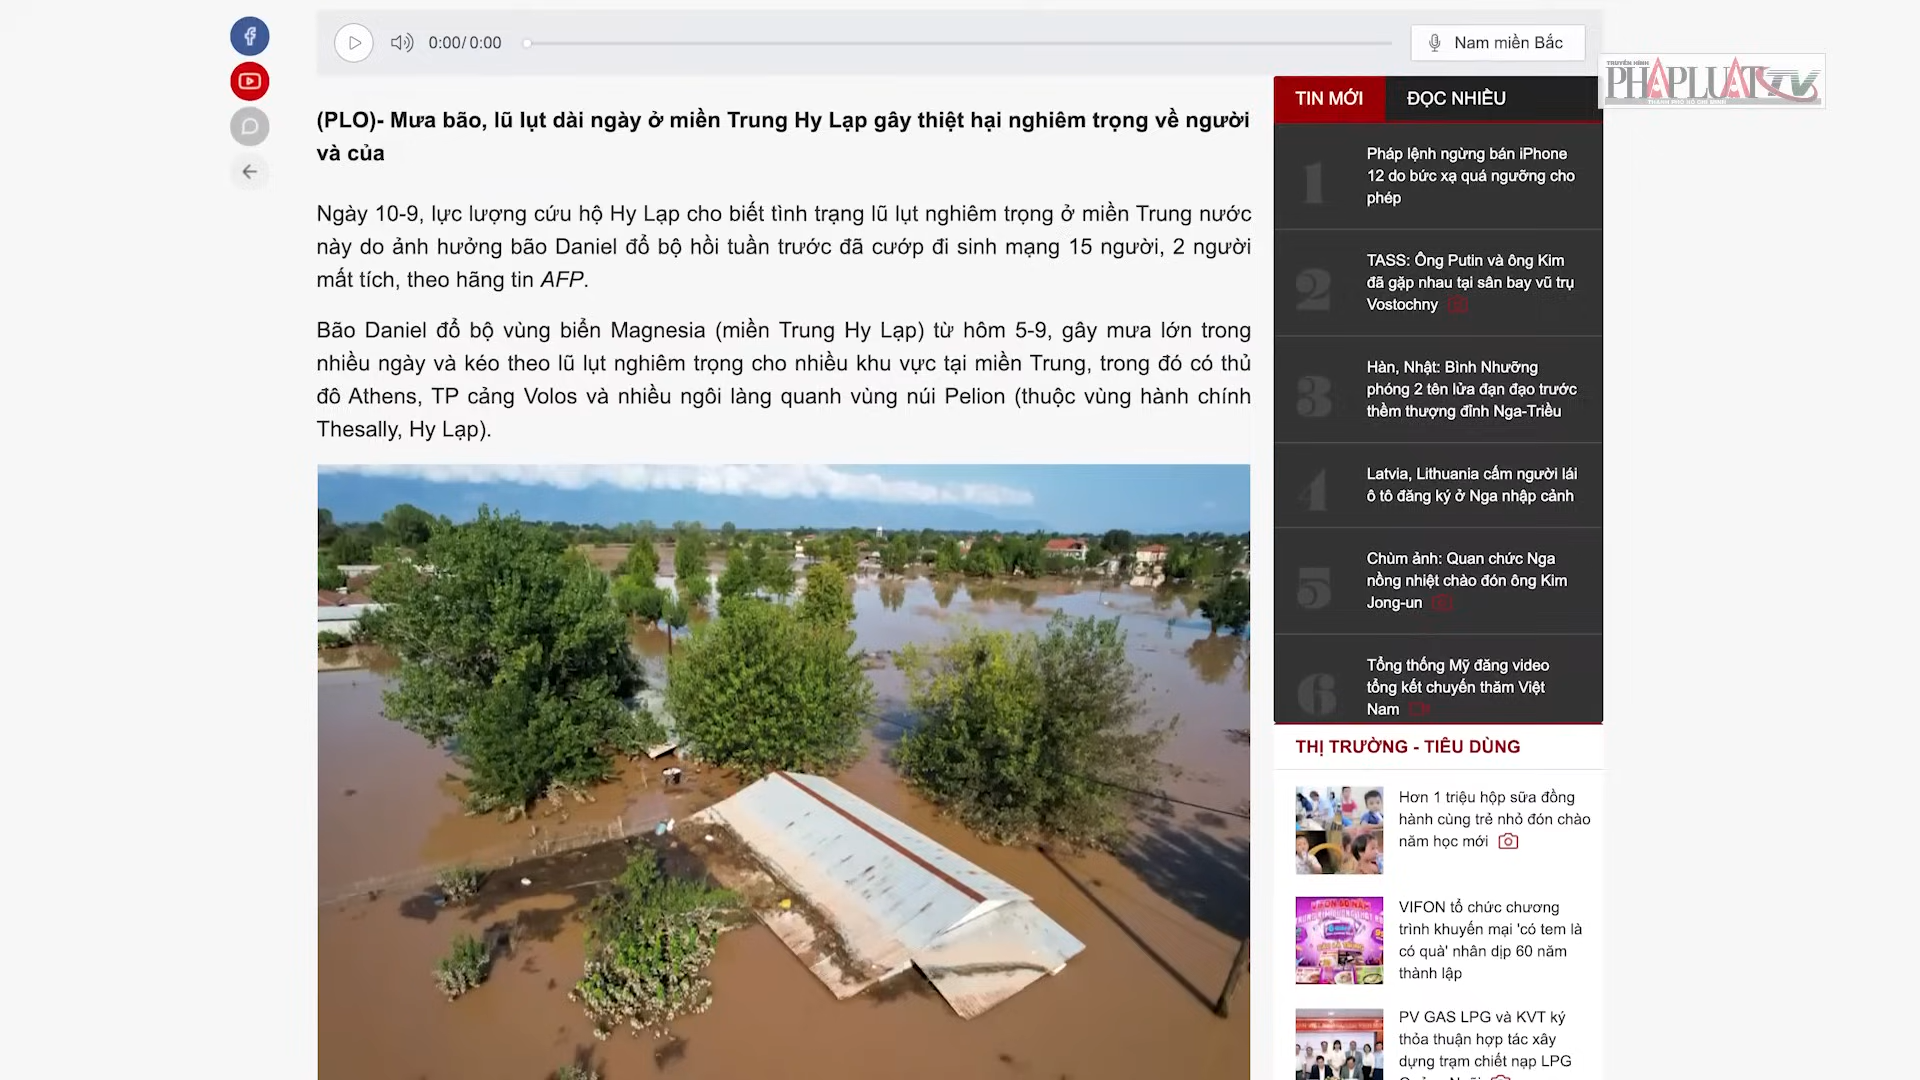 0:00/ 0:00
Nam miền Bắc
TRUYỀN HÌNH
PHÁPLUẬTTV
THÀNH PHỐ HỒ CHÍ MINH
(PLO)- Mưa bão, lũ lụt dài ngày ở miền Trung Hy Lạp gây thiệt hại nghiêm trọng về người
và của
Ngày 10-9, lực lượng cứu hộ Hy Lạp cho biết tình trạng lũ lụt nghiêm trọng ở miền Trung nước
này do ảnh hưởng bão Daniel đổ bộ hồi tuần trước đã cướp đi sinh mạng 15 người, 2 người
mất tích, theo hãng tin AFP.
Bão Daniel đổ bộ vùng biển Magnesia (miền Trung Hy Lạp) từ hôm 5-9, gây mưa lớn trong
nhiều ngày và kéo theo lũ lụt nghiêm trọng cho nhiều khu vực tại miền Trung, trong đó có thủ
đô Athens, TP cảng Volos và nhiều ngôi làng quanh vùng núi Pelion (thuộc vùng hành chính
Thesally, Hy Lạp).
TIN MỚI
ĐỌC NHIỀU
1
Pháp lệnh ngừng bán iPhone
12 do bức xạ quá ngưỡng cho
phép
2
TASS: Ông Putin và ông Kim
đã gặp nhau tại sân bay vũ trụ
Vostochny
3
Hàn, Nhật: Bình Nhưỡng
phóng 2 tên lửa đạn đạo trước
thềm thượng đỉnh Nga-Triều
4
Latvia, Lithuania cấm người lái
ô tô đăng ký ở Nga nhập cảnh
5
Chùm ảnh: Quan chức Nga
nồng nhiệt chào đón ông Kim
Jong-un
6
Tổng thống Mỹ đăng video
tổng kết chuyến thăm Việt
Nam
THỊ TRƯỜNG - TIÊU DÙNG
Hơn 1 triệu hộp sữa đồng
hành cùng trẻ nhỏ đón chào
năm học mới
VIFON tổ chức chương
trình khuyến mại 'có tem là
có quà' nhân dịp 60 năm
thành lập
PV GAS LPG và KVT ký
thỏa thuận hợp tác xây
dựng trạm chiết nạp LPG